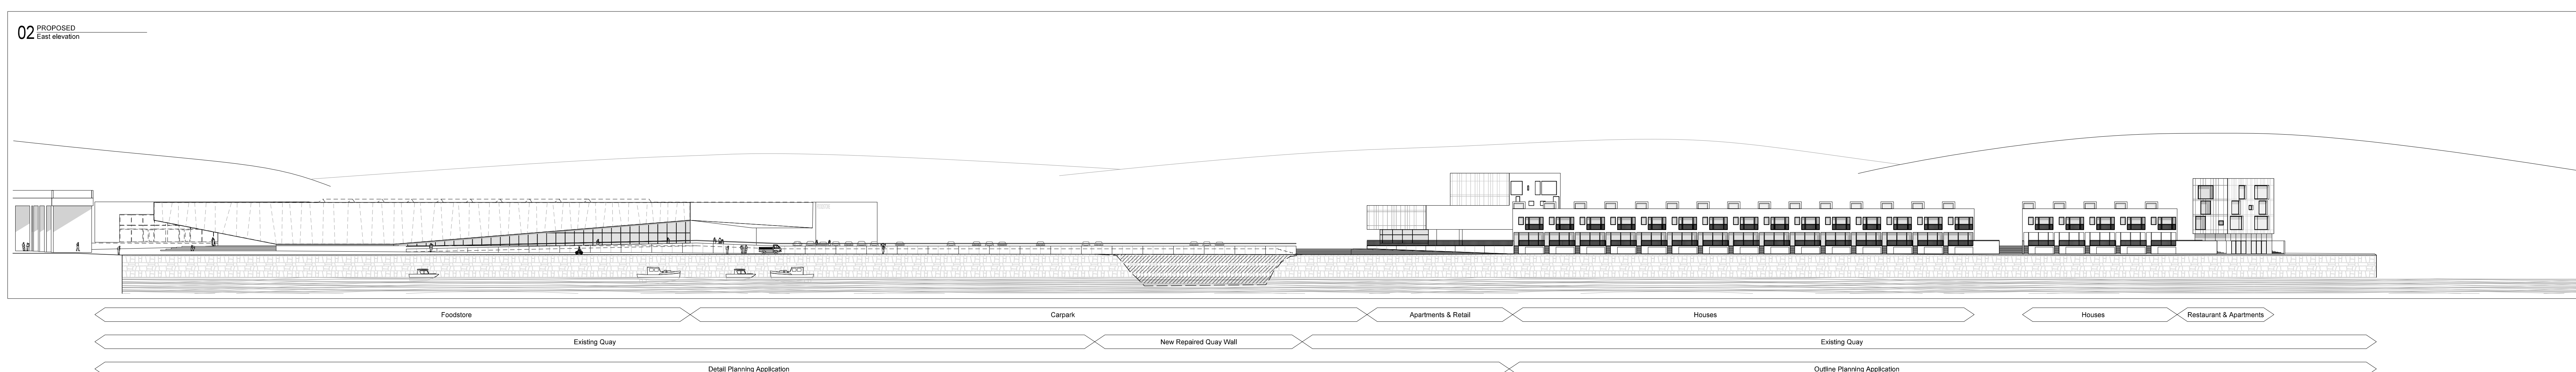 02 PROPOSED
East elevation
Foodstore Carpark Apartments & Retail Houses Houses Restaurant & Apartments
Existing Quay New Repaired Quay Wall Existing Quay
Detail Planning Application Outline Planning Application